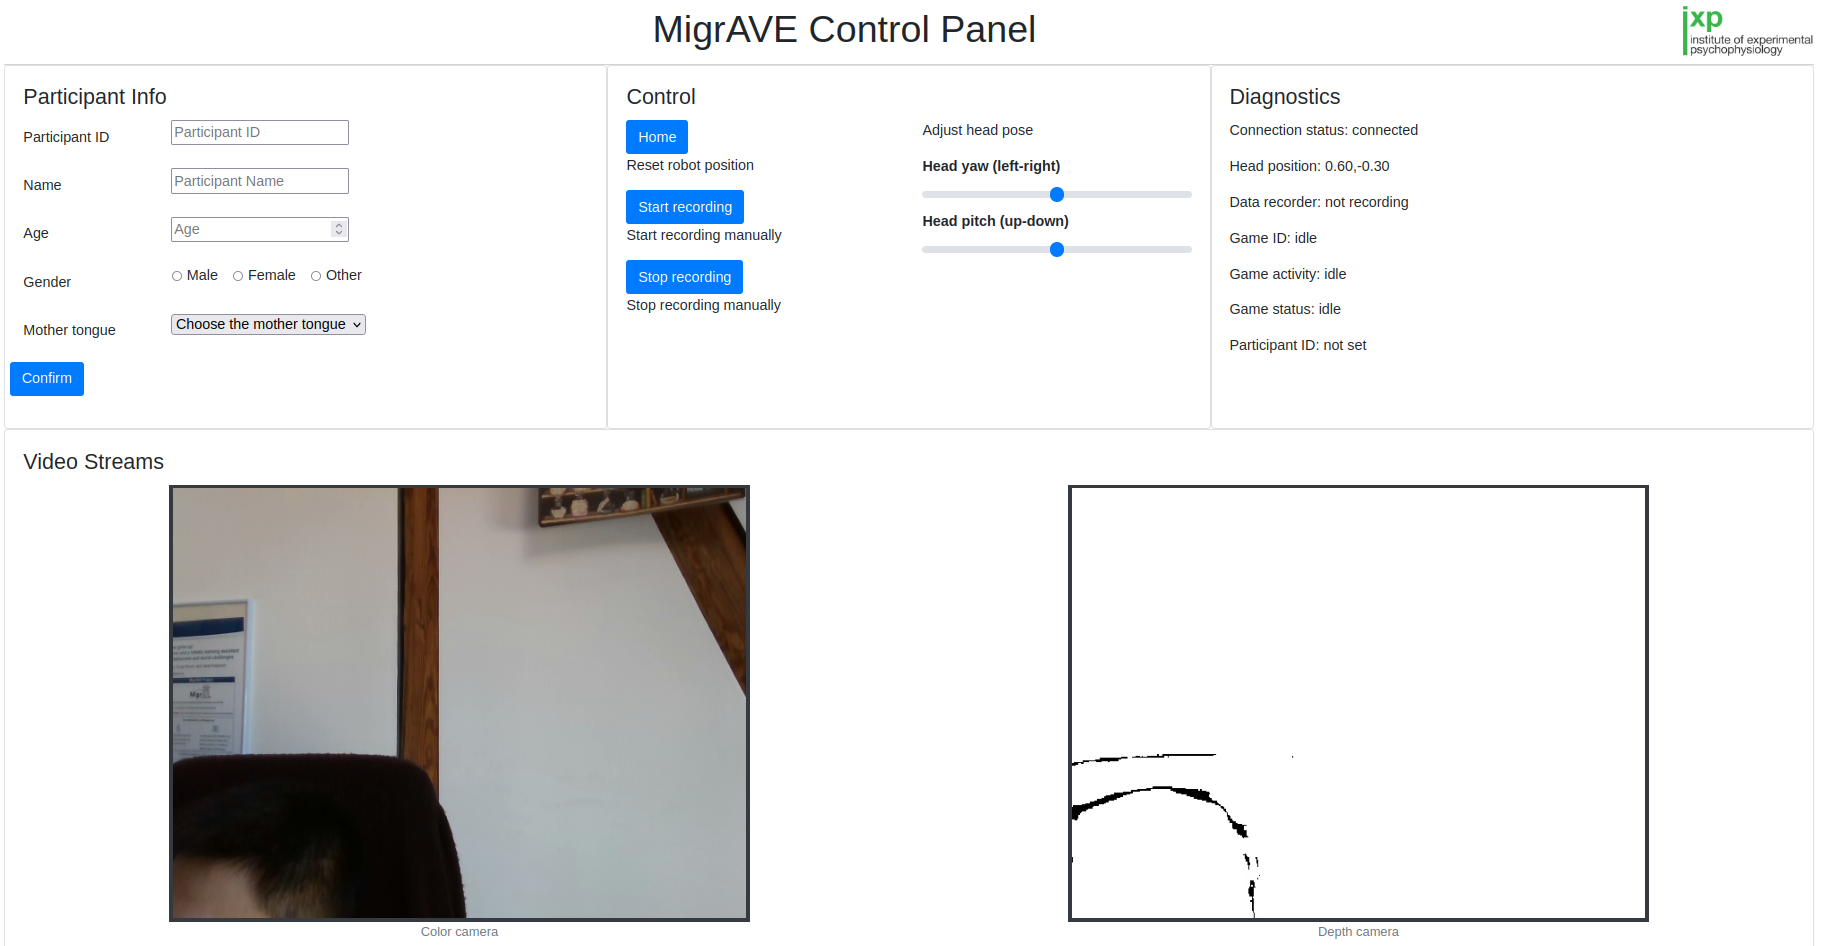 MigrAVE Control Panel
ixp
institute of experimental
psychophysiology
Participant Info
Participant ID
Participant ID
Name
Participant Name
Age
Age
Gender
Male Female Other
Mother tongue
Choose the mother tongue
Confirm
Control
Home
Reset robot position
Start recording
Start recording manually
Stop recording
Stop recording manually
Adjust head pose
Head yaw (left-right)
Head pitch (up-down)
Diagnostics
Connection status: connected
Head position: 0.60,-0.30
Data recorder: not recording
Game ID: idle
Game activity: idle
Game status: idle
Participant ID: not set
Video Streams
Color camera
Depth camera